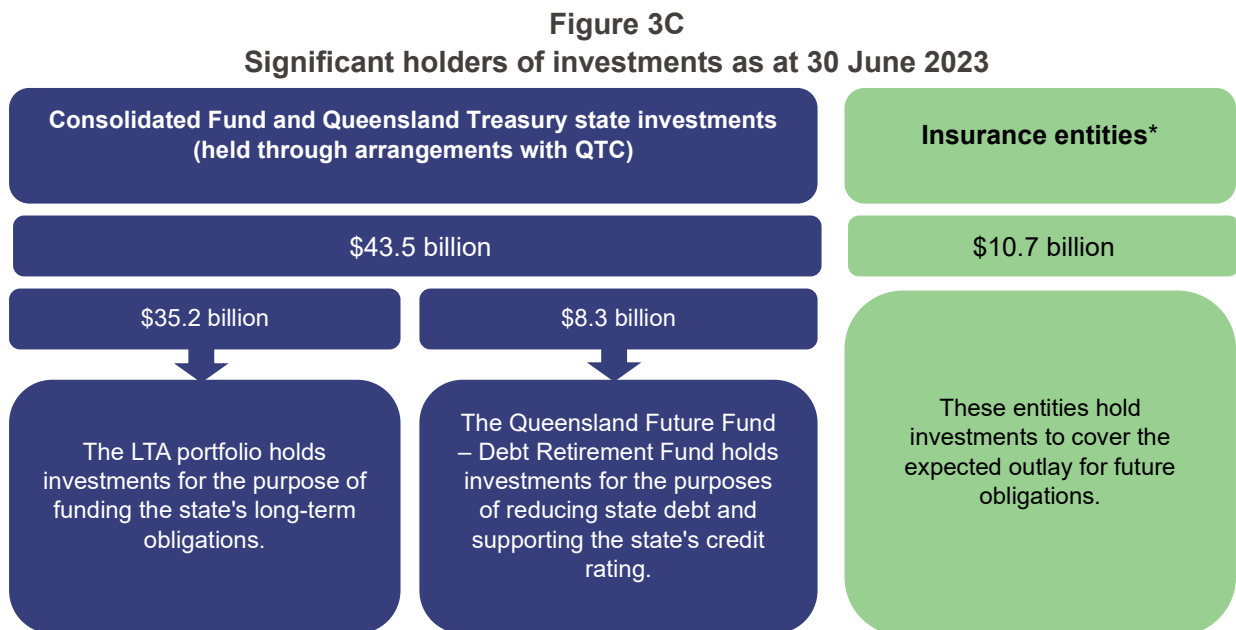 Figure 3C
Significant holders of investments as at 30 June 2023
Consolidated Fund and Queensland Treasury state investments
(held through arrangements with QTC)
Insurance entities*
$43.5 billion
$10.7 billion
$35.2 billion
$8.3 billion
The LTA portfolio holds
investments for the purpose of
funding the state's long-term
obligations.
The Queensland Future Fund
– Debt Retirement Fund holds
investments for the purposes
of reducing state debt and
supporting the state's credit
rating.
These entities hold
investments to cover the
expected outlay for future
obligations.